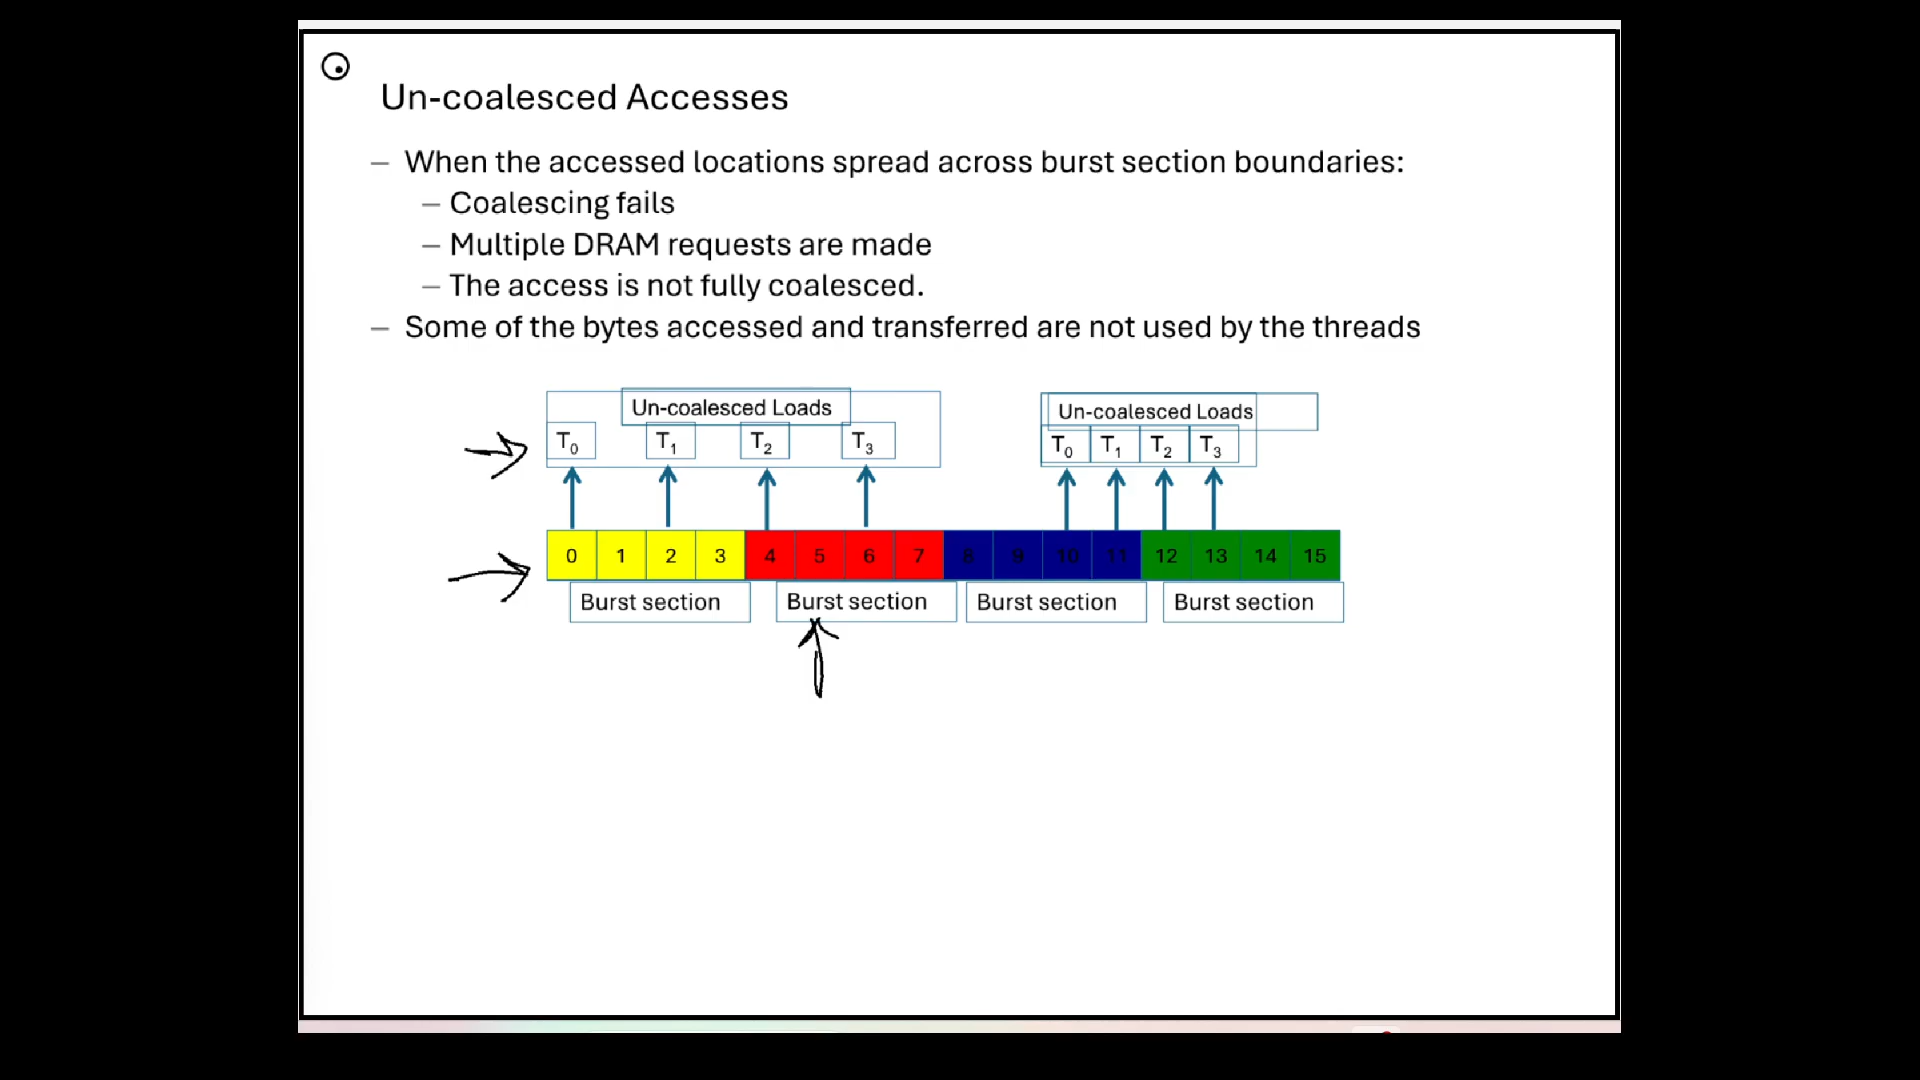 Un-coalesced Accesses
– When the accessed locations spread across burst section boundaries:
– Coalescing fails
– Multiple DRAM requests are made
– The access is not fully coalesced.
– Some of the bytes accessed and transferred are not used by the threads
Un-coalesced Loads Un-coalesced Loads
T0 T1 T2 T3 T0 T1 T2 T3
0 1 2 3 4 5 6 7 8 9 10 11 12 13 14 15
Burst section Burst section Burst section Burst section